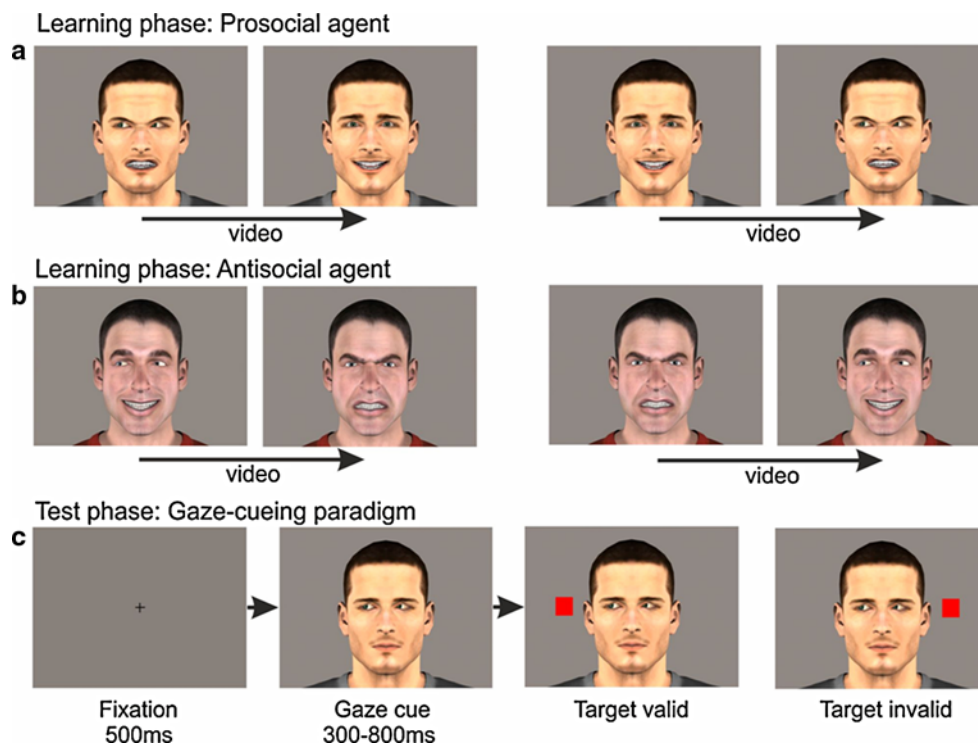 Learning phase: Prosocial agent
a
video
video
Learning phase: Antisocial agent
b
video
video
Test phase: Gaze-cueing paradigm
c
Fixation
500ms
Gaze cue
300-800ms
Target valid
Target invalid